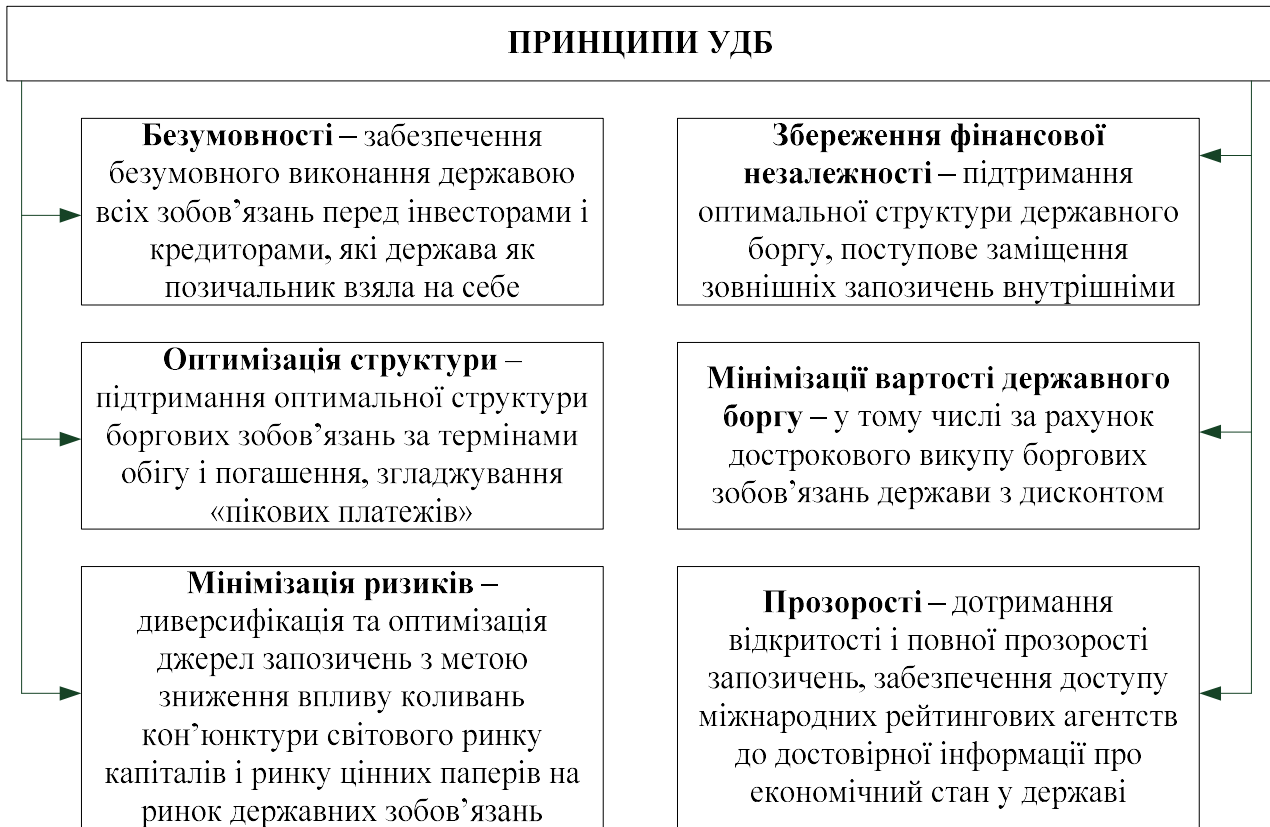 ПРИНЦИПИ УДБ
Безумовності – забезпечення
безумовного виконання державою
всіх зобов’язань перед інвесторами і
кредиторами, які держава як
позичальник взяла на себе
Оптимізація структури –
підтримання оптимальної структури
боргових зобов’язань за термінами
обігу і погашення, згладжування
«пікових платежів»
Мінімізація ризиків –
диверсифікація та оптимізація
джерел запозичень з метою
зниження впливу коливань
кон’юнктури світового ринку
капіталів і ринку цінних паперів на
ринок державних зобов’язань
Збереження фінансової
незалежності – підтримання
оптимальної структури державного
боргу, поступове заміщення
зовнішніх запозичень внутрішніми
Мінімізації вартості державного
боргу – у тому числі за рахунок
дострокового викупу боргових
зобов’язань держави з дисконтом
Прозорості – дотримання
відкритості і повної прозорості
запозичень, забезпечення доступу
міжнародних рейтингових агентств
до достовірної інформації про
економічний стан у державі